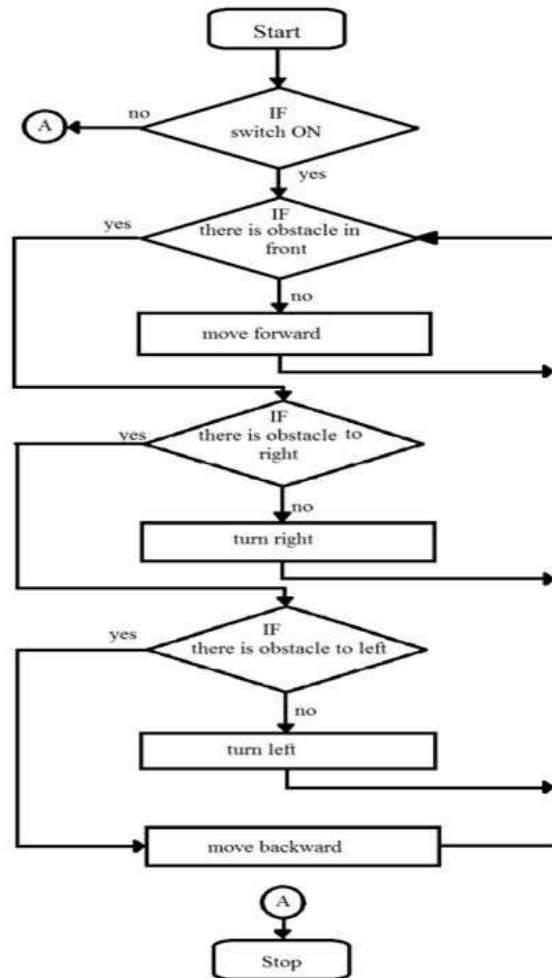 Start
IF
switch ON
no
A
yes
IF
there is obstacle in
front
yes
no
move forward
IF
there is obstacle to
right
yes
no
turn right
IF
there is obstacle to left
yes
no
turn left
move backward
A
Stop